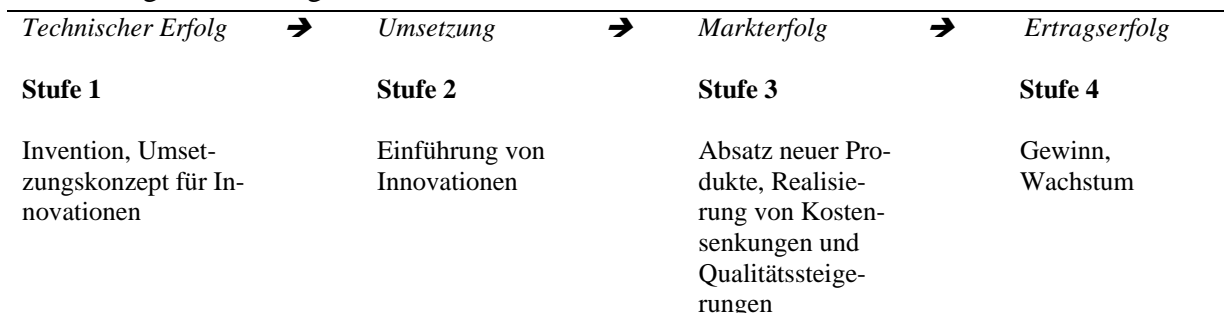 Technischer Erfolg ➔ Umsetzung ➔ Markterfolg ➔ Ertragserfolg
Stufe 1 Stufe 2 Stufe 3 Stufe 4
Invention, Umset- Einführung von Absatz neuer Pro- Gewinn,
zungskonzept für In- Innovationen dukte, Realisie- Wachstum
novationen rung von Kosten-
senkungen und
Qualitätssteige-
rungen